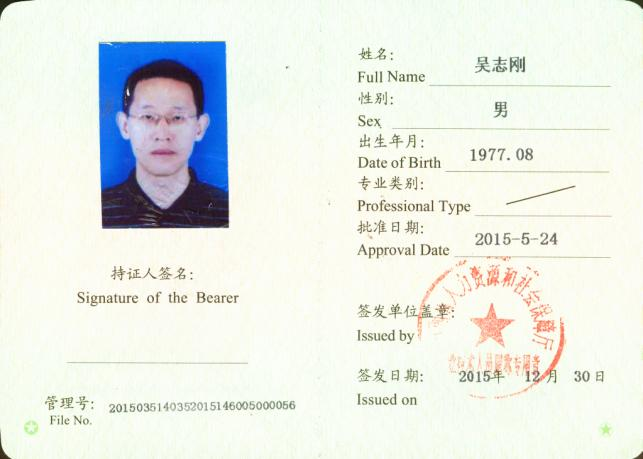 持证人签名:
Signature of the Bearer
管理号: 2015035140352015146005000056
File No.
姓名: 吴志刚
Full Name
性别: 男
Sex
出生年月: 1977.08
Date of Birth
专业类别:
Professional Type
批准日期: 2015-5-24
Approval Date
人力资源和社会保障厅
签发单位盖章:
Issued by
专用章
签发日期: 2015年 12月 30日
Issued on